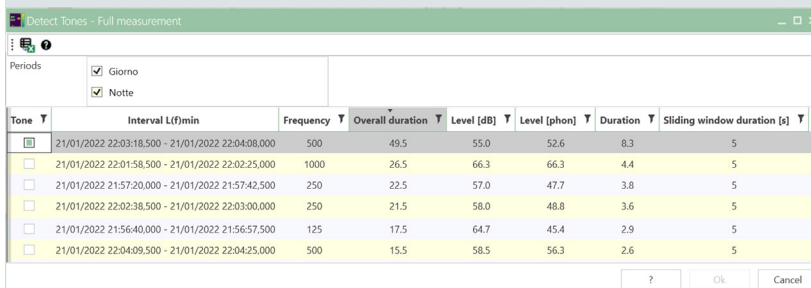 Detect Tones - Full measurement
Periods
Giorno
Notte
Tone Interval L(f)min Frequency Overall duration Level [dB] Level [phon] Duration Sliding window duration [s]
21/01/2022 22:03:18,500 - 21/01/2022 22:04:08,000 500 49.5 55.0 52.6 8.3 5
21/01/2022 22:01:58,500 - 21/01/2022 22:02:25,000 1000 26.5 66.3 66.3 4.4 5
21/01/2022 21:57:20,000 - 21/01/2022 21:57:42,500 250 22.5 57.0 47.7 3.8 5
21/01/2022 22:02:38,500 - 21/01/2022 22:03:00,000 250 21.5 58.0 48.8 3.6 5
21/01/2022 21:56:40,000 - 21/01/2022 21:56:57,500 125 17.5 64.7 45.4 2.9 5
21/01/2022 22:04:09,500 - 21/01/2022 22:04:25,000 500 15.5 58.5 56.3 2.6 5
? Ok Cancel